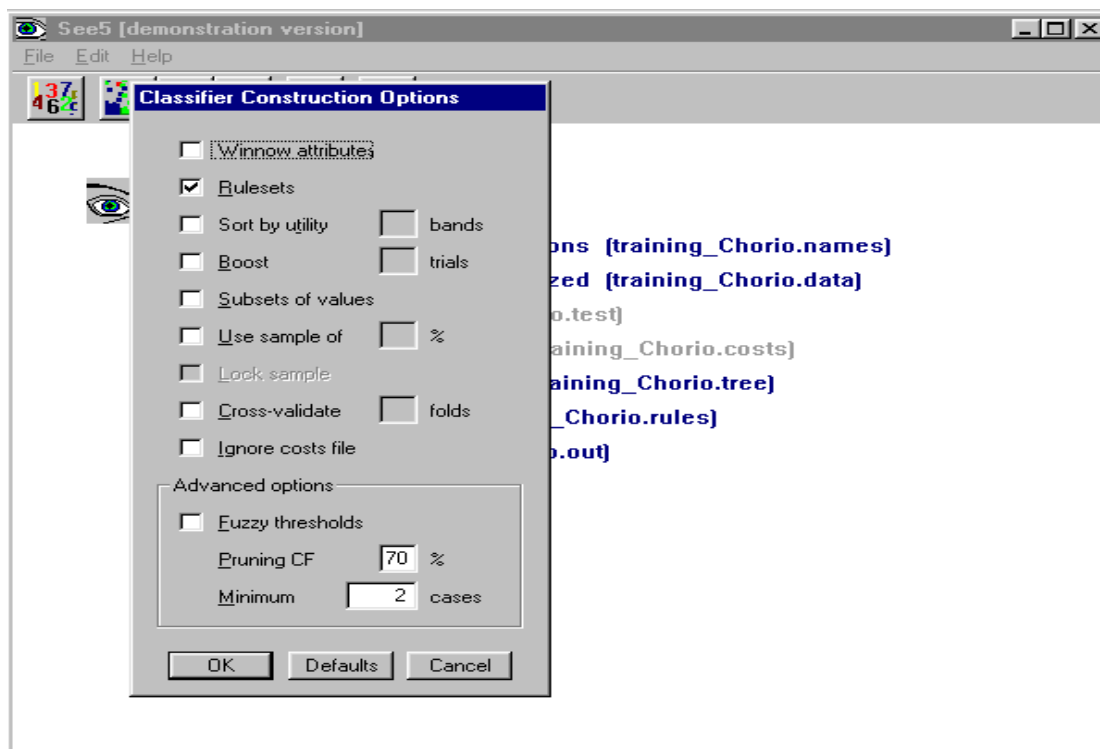 See5 [demonstration version]
File Edit Help
Classifier Construction Options
Winnow attributes
Rulesets
Sort by utility bands
Boost trials
Subsets of values
Use sample of %
Lock sample
Cross-validate folds
Ignore costs file
Advanced options
Fuzzy thresholds
Pruning CF 70 %
Minimum 2 cases
OK Defaults Cancel
ons (training_Chorio.names)
zed (training_Chorio.data)
o.test)
aining_Chorio.costs)
aining_Chorio.tree)
_Chorio.rules)
o.out)